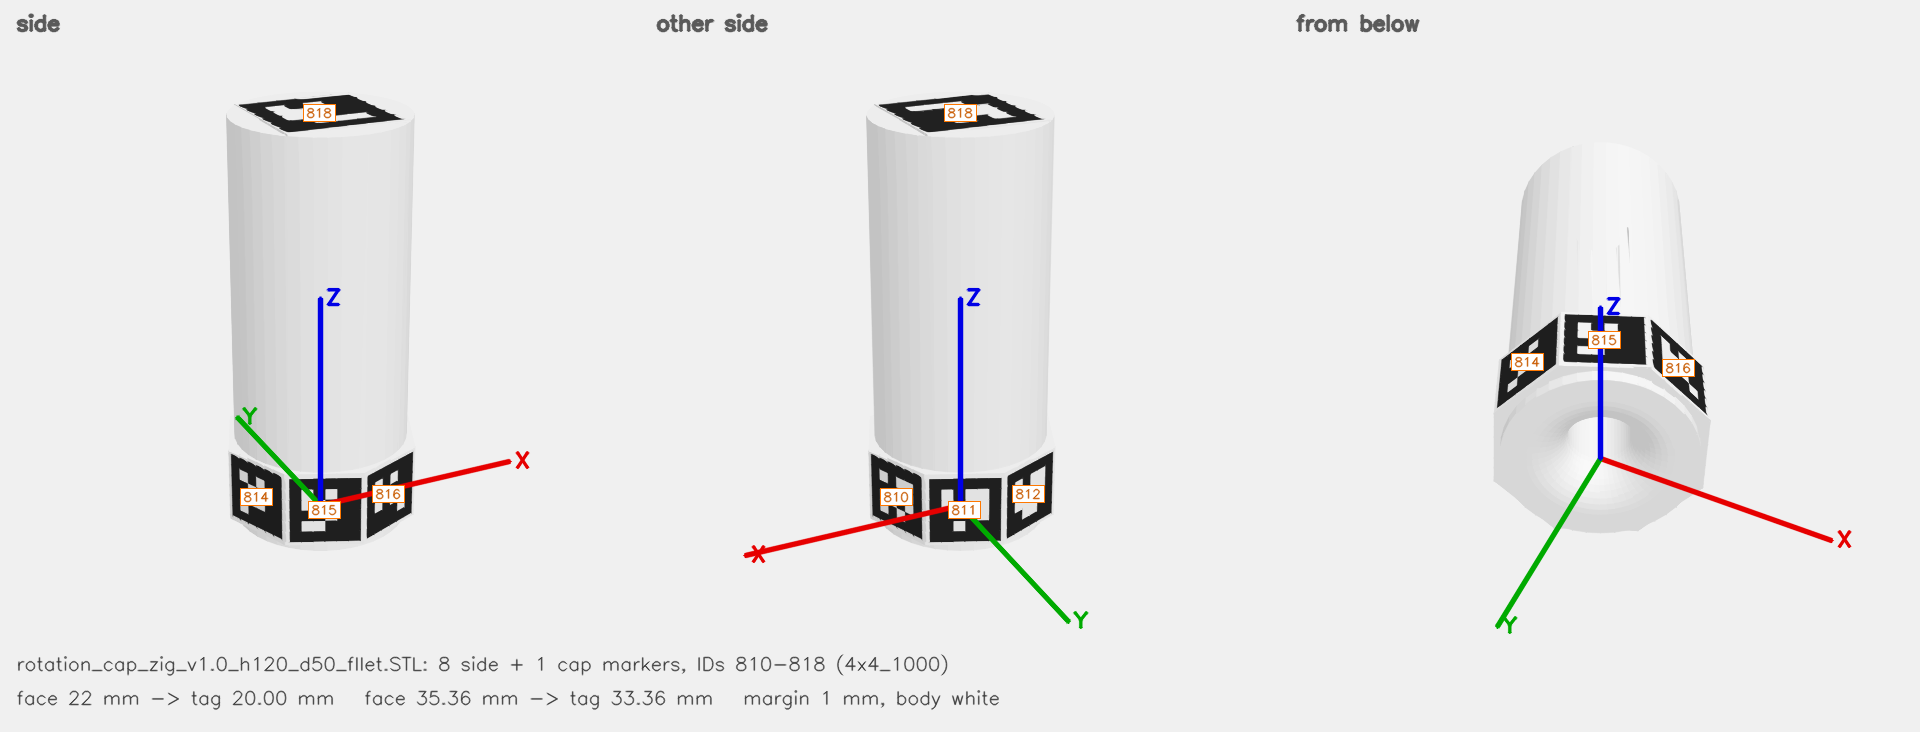 side
other side
from below
818
818
Z
Z
Z
Y
X
814
815
816
810
811
812
X
Y
815
814
816
X
Y
rotation_cap_zig_v1.0_h120_d50_fllet.STL: 8 side + 1 cap markers, IDs 810-818 (4x4_1000)
face 22 mm -> tag 20.00 mm face 35.36 mm -> tag 33.36 mm margin 1 mm, body white